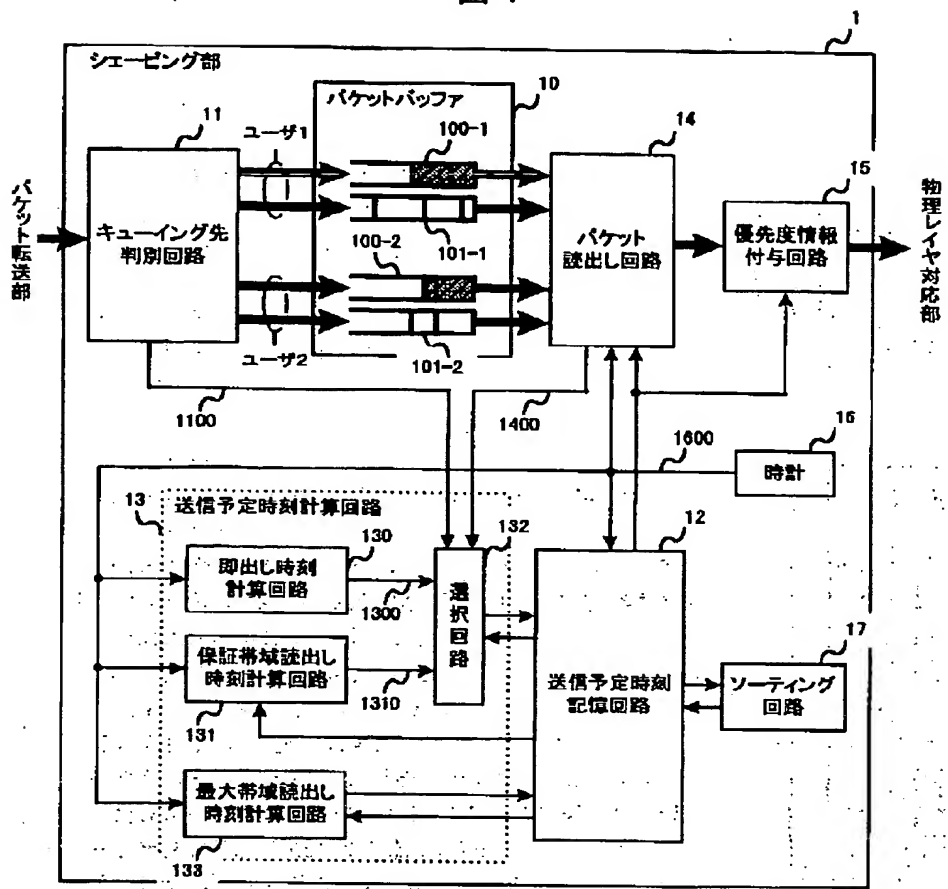 1
シェーピング部
パケットバッファ
10
11
ユーザ1
100-1
14
15
パケット転送部
キューイング先
判別回路
100-2
101-1
パケット
読出し回路
優先度情報
付与回路
物理レイヤ対応部
ユーザ2
101-2
1100
1400
1600
16
時計
13
送信予定時刻計算回路
132
12
130
即出し時刻
計算回路
1300
選択回路
保証帯域読出し
時刻計算回路
1310
131
送信予定時刻
記憶回路
17
ソーティング
回路
最大帯域読出し
時刻計算回路
133